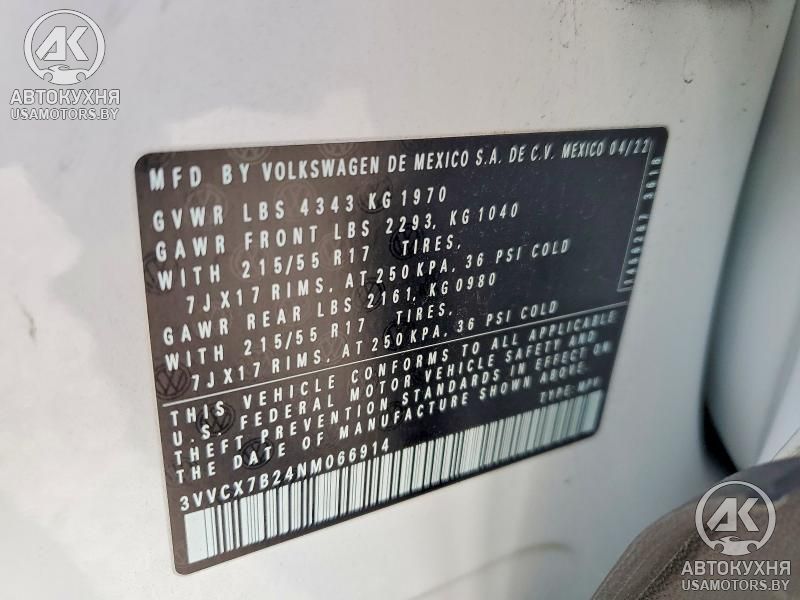 AK
АВТОКУХНЯ
USAMOTORS.BY
MFD BY VOLKSWAGEN DE MEXICO S.A. DE C.V. MEXICO 04/22
GVWR LBS 4343 KG 1970
GAWR FRONT LBS 2293, KG 1040
WITH 215/55 R17 TIRES,
7JX17 RIMS, AT 250 KPA, 36 PSI COLD
GAWR REAR LBS 2161, KG0980
WITH 215/55 R17 TIRES,
7JX17 RIMS, AT 250 KPA, 36 PSI COLD
THIS VEHICLE CONFORMS TO ALL APPLICABLE
U.S. FEDERAL MOTOR VEHICLE SAFETY AND
THEFT PREVENTION STANDARDS IN EFFECT ON
THE DATE OF MANUFACTURE SHOWN ABOVE.
TYPE: MPV
3VVCX7B24NM066914
AK
АВТОКУХНЯ
USAMOTORS.BY